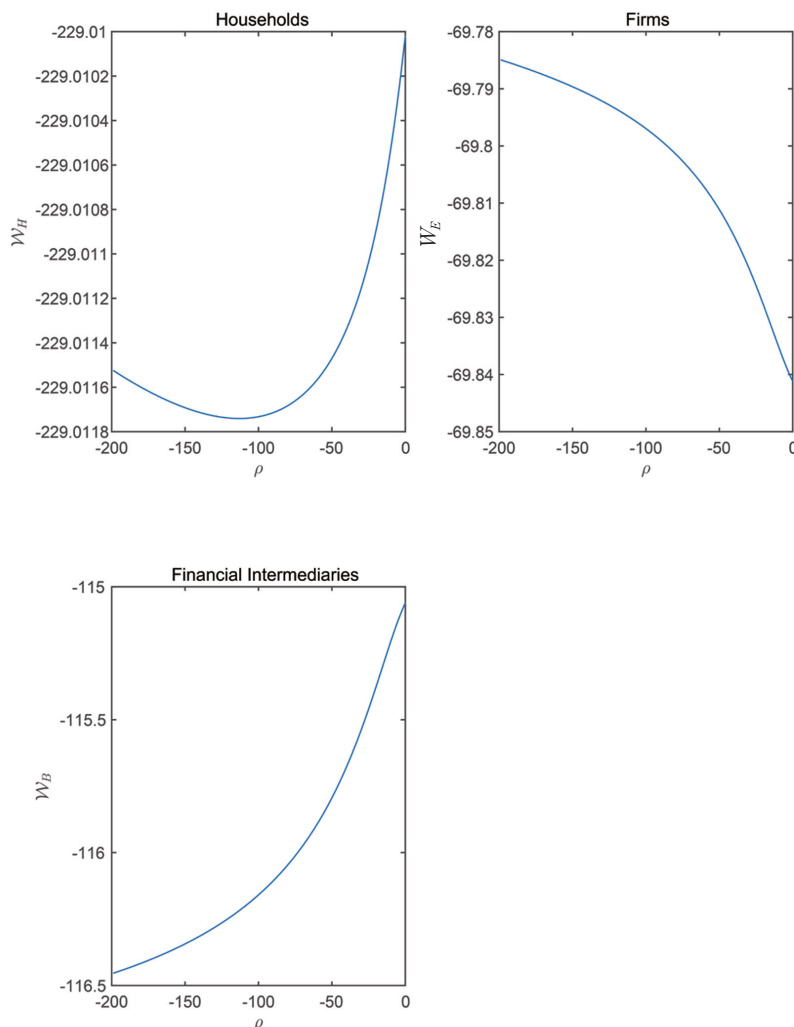 Households
-229.01
-229.0102
-229.0104
-229.0106
-229.0108
-229.011
-229.0112
-229.0114
-229.0116
-229.0118
-200 -150 -100 -50 0
ρ
𝒲_H
Firms
-69.78
-69.79
-69.8
-69.81
-69.82
-69.83
-69.84
-69.85
-200 -150 -100 -50 0
ρ
W_E
Financial Intermediaries
-115
-115.5
-116
-116.5
-200 -150 -100 -50 0
ρ
𝒲_B